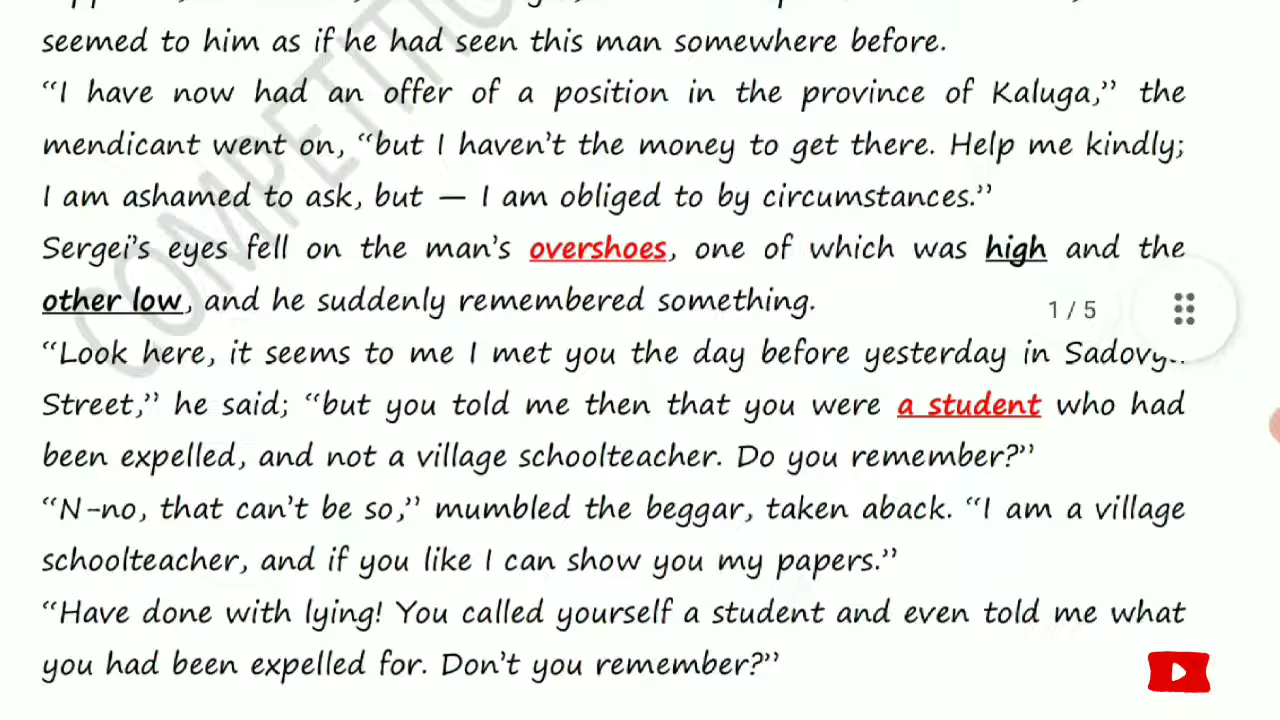 seemed to him as if he had seen this man somewhere before.
“I have now had an offer of a position in the province of Kaluga,” the
mendicant went on, “but I haven’t the money to get there. Help me kindly;
I am ashamed to ask, but — I am obliged to by circumstances.”
Sergei’s eyes fell on the man’s overshoes, one of which was high and the
other low, and he suddenly remembered something.
1 / 5
“Look here, it seems to me I met you the day before yesterday in
Street,” he said; “but you told me then that you were a student who had
been expelled, and not a village schoolteacher. Do you remember?”
“N-no, that can’t be so,” mumbled the beggar, taken aback. “I am a village
schoolteacher, and if you like I can show you my papers.”
“Have done with lying! You called yourself a student and even told me what
you had been expelled for. Don’t you remember?”